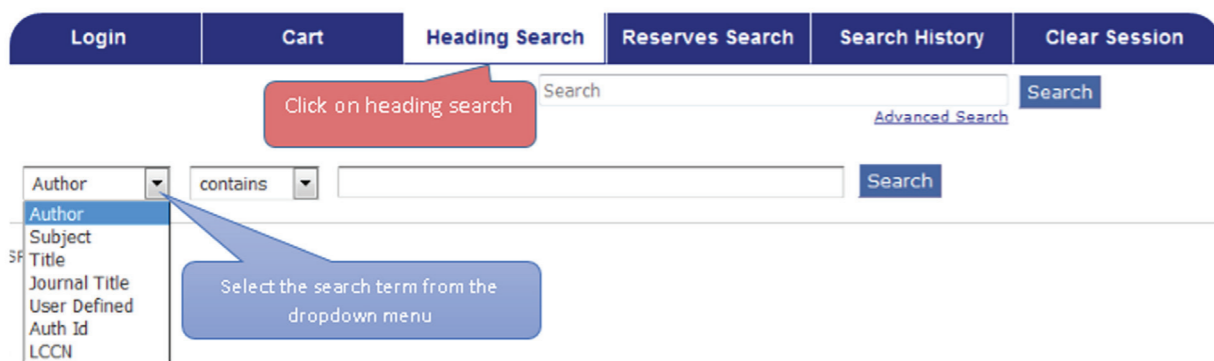 Login Cart Heading Search Reserves Search Search History Clear Session
Click on heading search
Search Search
Advanced Search
Author contains Search
Author
Subject
Title
Journal Title
User Defined
Auth Id
LCCN
Select the search term from the
dropdown menu